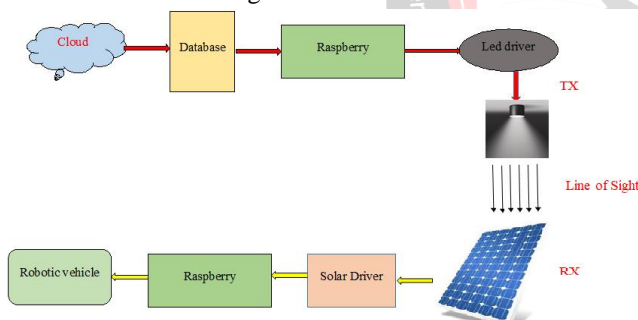 Cloud
Database
Raspberry
Led driver
TX
Line of Sight
RX
Solar Driver
Raspberry
Robotic vehicle